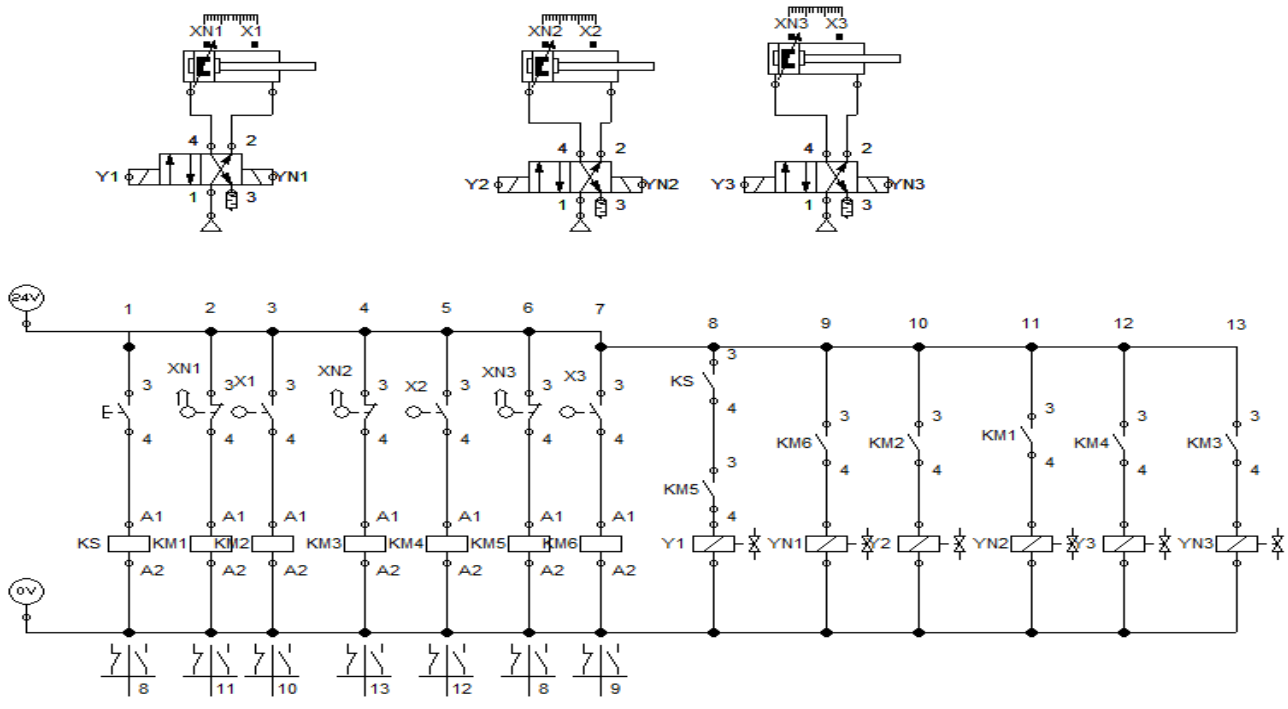 XN1 X1 XN2 X2 XN3 X3
4 2 4 2 4 2
Y1 YN1 Y2 YN2 Y3 YN3
1 3 1 3 1 3
24V 1 2 3 4 5 6 7 8 9 10 11 12 13
XN1 X1 XN2 X2 XN3 X3
3 3 3 3 3 3 3 3
E KS
4 4 4 4 4 4 4 4
3 3 3 3 3
KM6 KM2 KM1 KM4 KM3
4 4 4 4 4
3
KM5
4
A1 A1 A1 A1 A1 A1 A1
KS KM1 KM2 KM3 KM4 KM5 KM6 Y1 YN1 Y2 YN2 Y3 YN3
A2 A2 A2 A2 A2 A2 A2
0V
8 11 10 13 12 8 9